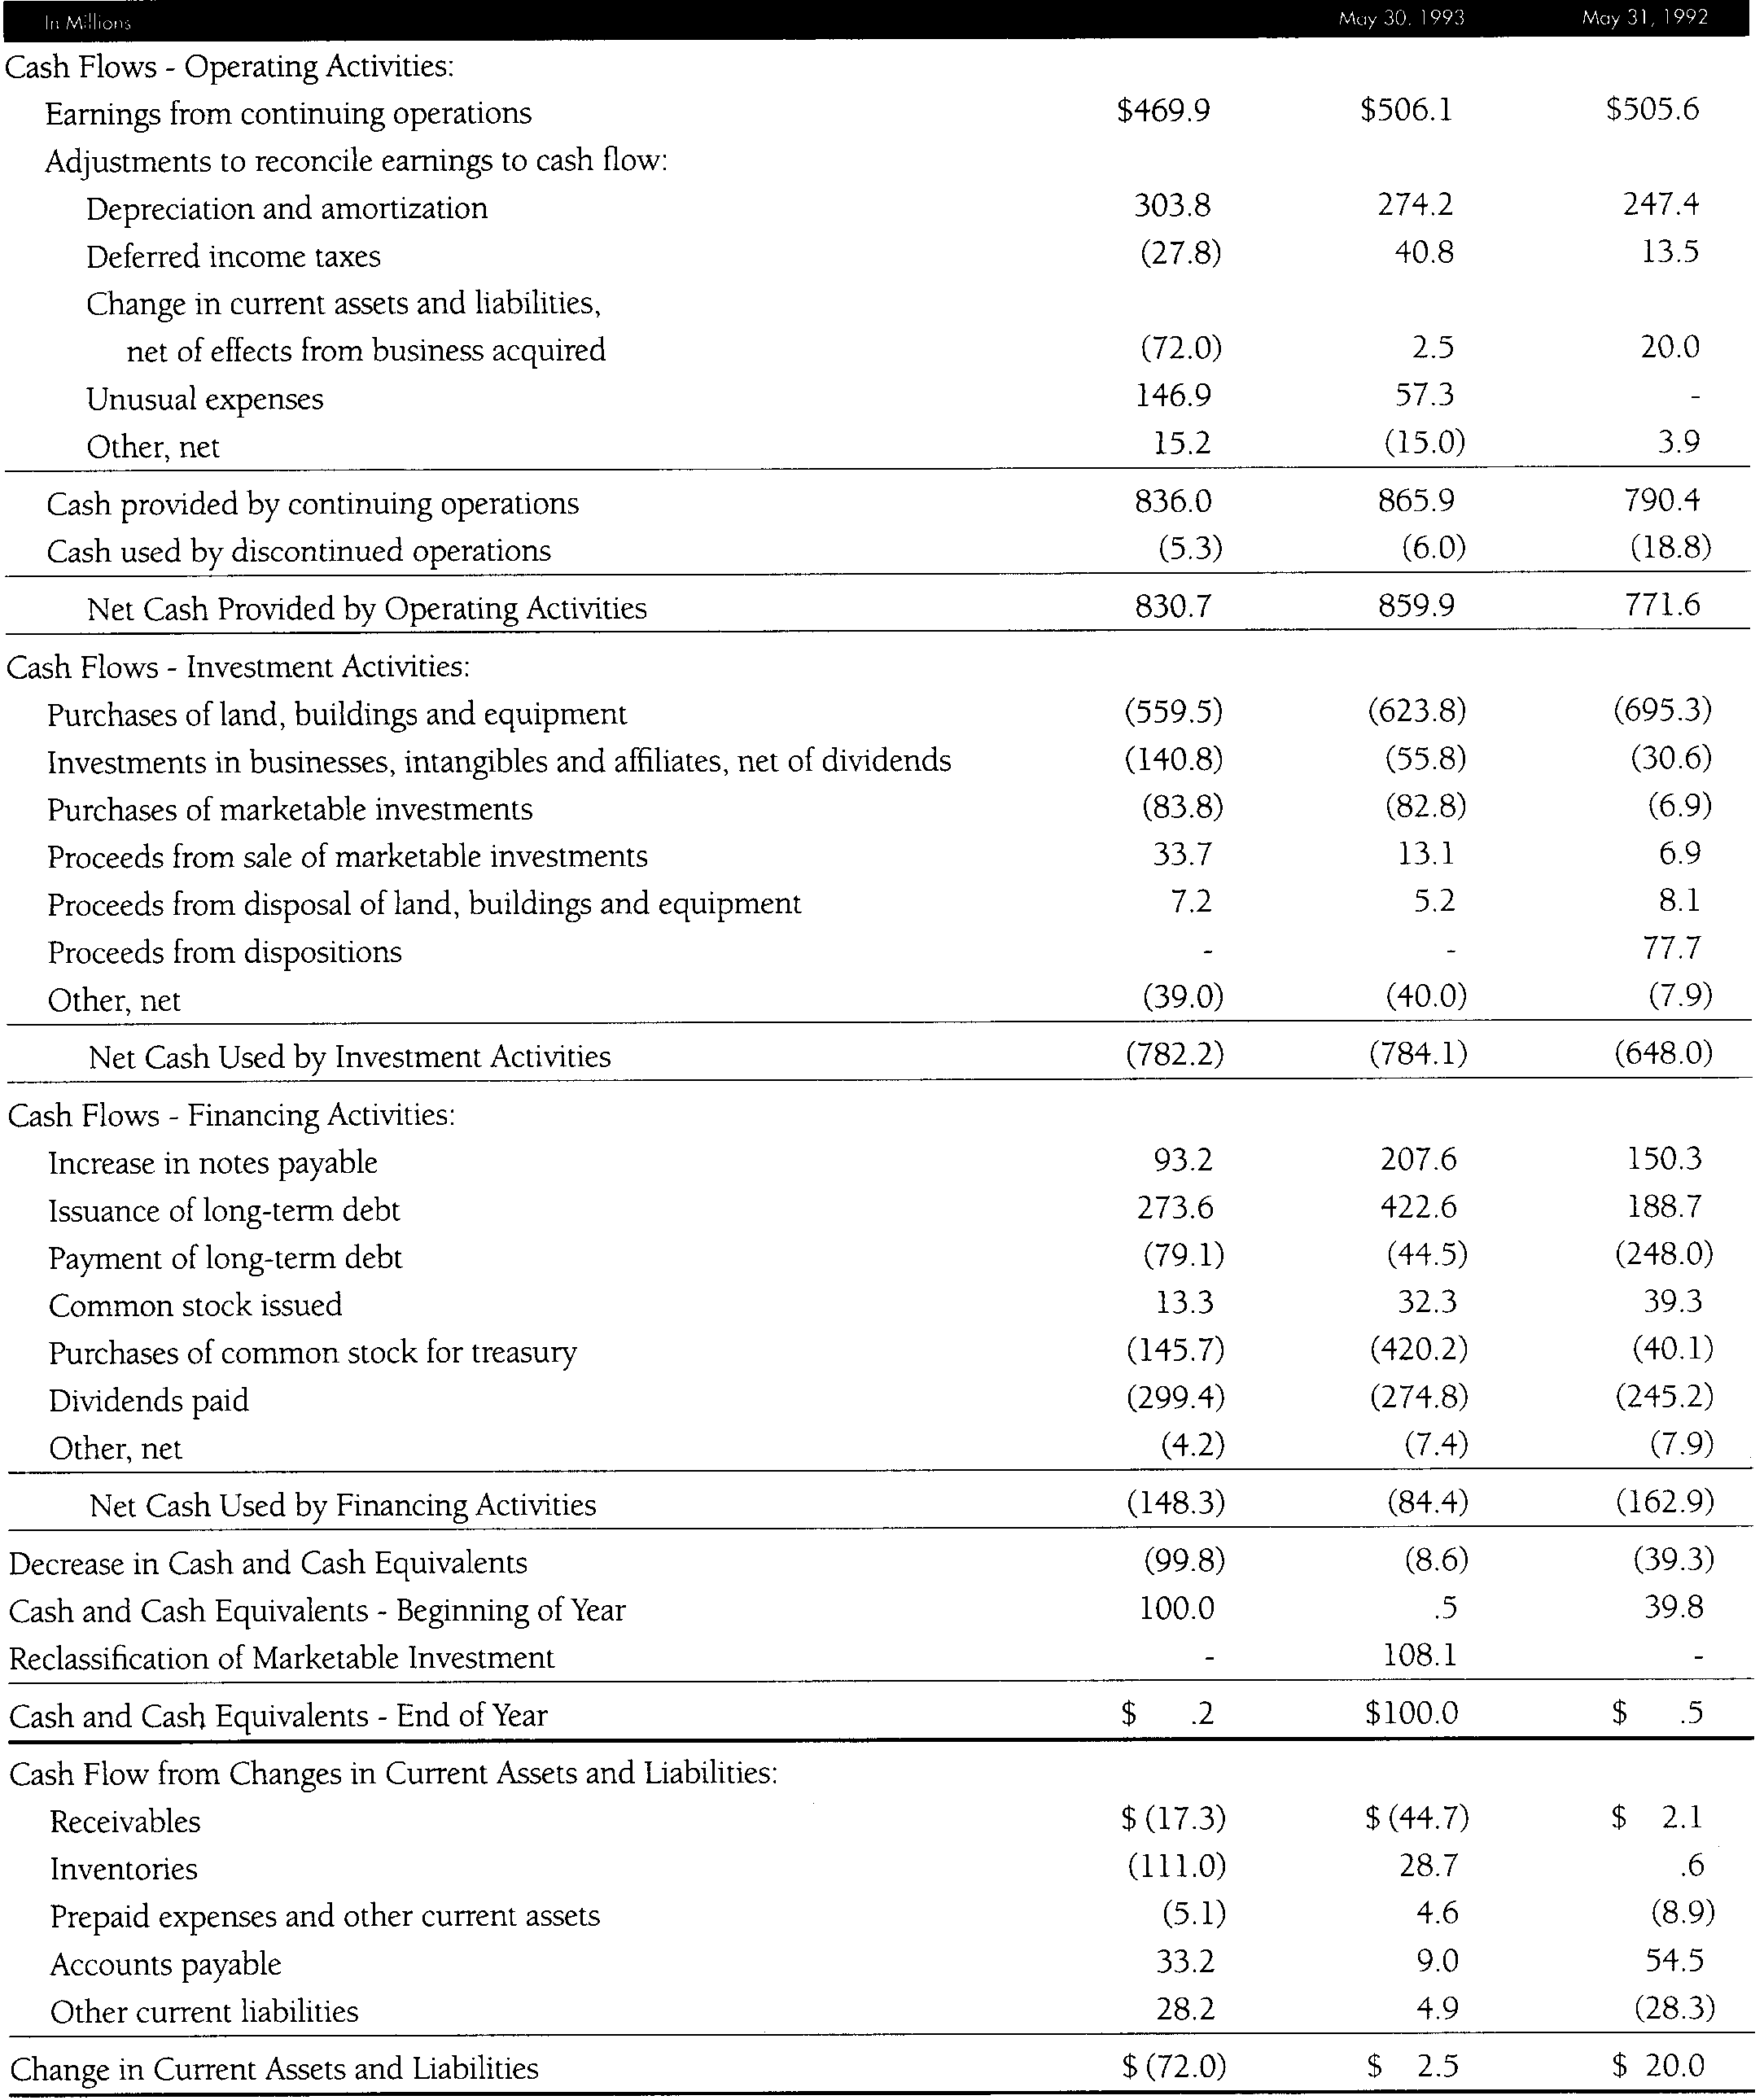 In Millions May 30, 1993 May 31, 1992
Cash Flows - Operating Activities:
Earnings from continuing operations $469.9 $506.1 $505.6
Adjustments to reconcile earnings to cash flow:
Depreciation and amortization 303.8 274.2 247.4
Deferred income taxes (27.8) 40.8 13.5
Change in current assets and liabilities,
net of effects from business acquired (72.0) 2.5 20.0
Unusual expenses 146.9 57.3 -
Other, net 15.2 (15.0) 3.9
Cash provided by continuing operations 836.0 865.9 790.4
Cash used by discontinued operations (5.3) (6.0) (18.8)
Net Cash Provided by Operating Activities 830.7 859.9 771.6
Cash Flows - Investment Activities:
Purchases of land, buildings and equipment (559.5) (623.8) (695.3)
Investments in businesses, intangibles and affiliates, net of dividends (140.8) (55.8) (30.6)
Purchases of marketable investments (83.8) (82.8) (6.9)
Proceeds from sale of marketable investments 33.7 13.1 6.9
Proceeds from disposal of land, buildings and equipment 7.2 5.2 8.1
Proceeds from dispositions - - 77.7
Other, net (39.0) (40.0) (7.9)
Net Cash Used by Investment Activities (782.2) (784.1) (648.0)
Cash Flows - Financing Activities:
Increase in notes payable 93.2 207.6 150.3
Issuance of long-term debt 273.6 422.6 188.7
Payment of long-term debt (79.1) (44.5) (248.0)
Common stock issued 13.3 32.3 39.3
Purchases of common stock for treasury (145.7) (420.2) (40.1)
Dividends paid (299.4) (274.8) (245.2)
Other, net (4.2) (7.4) (7.9)
Net Cash Used by Financing Activities (148.3) (84.4) (162.9)
Decrease in Cash and Cash Equivalents (99.8) (8.6) (39.3)
Cash and Cash Equivalents - Beginning of Year 100.0 .5 39.8
Reclassification of Marketable Investment - 108.1 -
Cash and Cash Equivalents - End of Year $ .2 $100.0 $ .5
Cash Flow from Changes in Current Assets and Liabilities:
Receivables $ (17.3) $ (44.7) $ 2.1
Inventories (111.0) 28.7 .6
Prepaid expenses and other current assets (5.1) 4.6 (8.9)
Accounts payable 33.2 9.0 54.5
Other current liabilities 28.2 4.9 (28.3)
Change in Current Assets and Liabilities $ (72.0) $ 2.5 $ 20.0